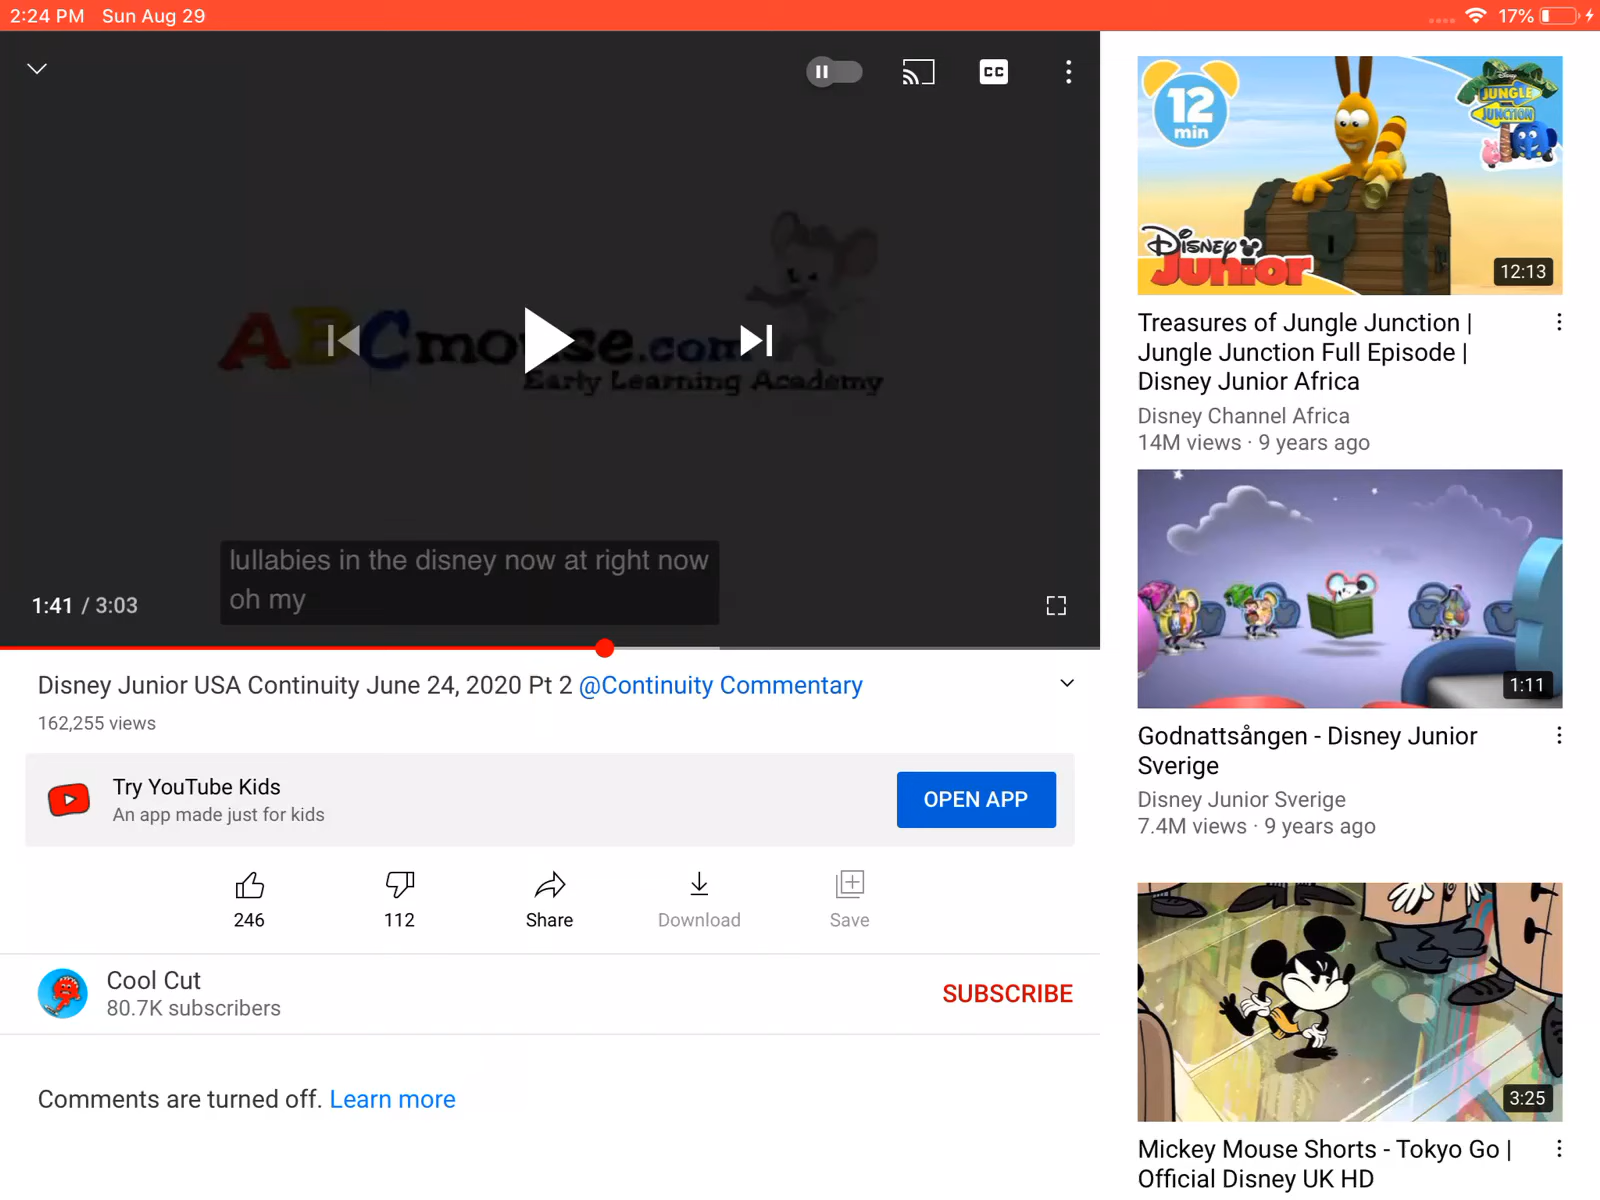 2:24 PM Sun Aug 29
17%
CC
ABCmouse.com
Early Learning Academy
lullabies in the disney now at right now
oh my
1:41 / 3:03
Disney Junior USA Continuity June 24, 2020 Pt 2 @Continuity Commentary
162,255 views
Try YouTube Kids
An app made just for kids
OPEN APP
246
112
Share
Download
Save
Cool Cut
80.7K subscribers
SUBSCRIBE
Comments are turned off. Learn more
12
min
Disney
JUNGLE
JUNCTION
Disney
Junior
12:13
Treasures of Jungle Junction |
Jungle Junction Full Episode |
Disney Junior Africa
Disney Channel Africa
14M views · 9 years ago
1:11
Godnattsången - Disney Junior
Sverige
Disney Junior Sverige
7.4M views · 9 years ago
3:25
Mickey Mouse Shorts - Tokyo Go |
Official Disney UK HD